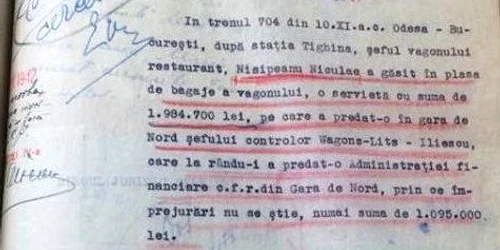 In trenul 704 din 10.XI.a.c. Odesa - Bu-
curești, după stația Tighina, șeful vagonului
restaurant, Nisipeanu Niculae a găsit în plasa
de bagaje a vagonului, o servietă cu suma de
1.984.700 lei, pe care a predat-o în gara de
Nord șefului controlor Wagons-Lits - Iliescu,
care la rându-i a predat-o Administrației fi-
nanciare c.f.r.din Gara de Nord, prin ce îm-
prejurări nu se știe, numai suma de 1.095.000
lei.